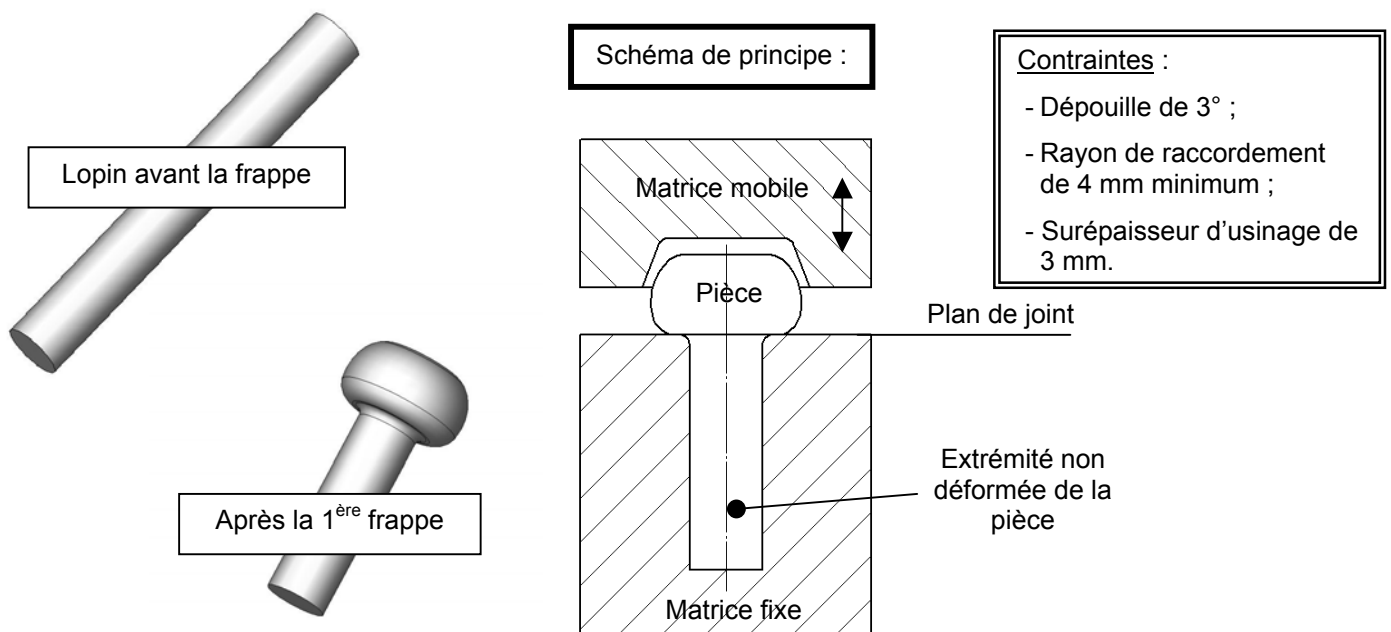 Schéma de principe :
Contraintes :
- Dépouille de 3° ;
- Rayon de raccordement
de 4 mm minimum ;
- Surépaisseur d’usinage de
3 mm.
Lopin avant la frappe
Matrice mobile
Pièce
Plan de joint
Après la 1ère frappe
Extrémité non
déformée de la
pièce
Matrice fixe